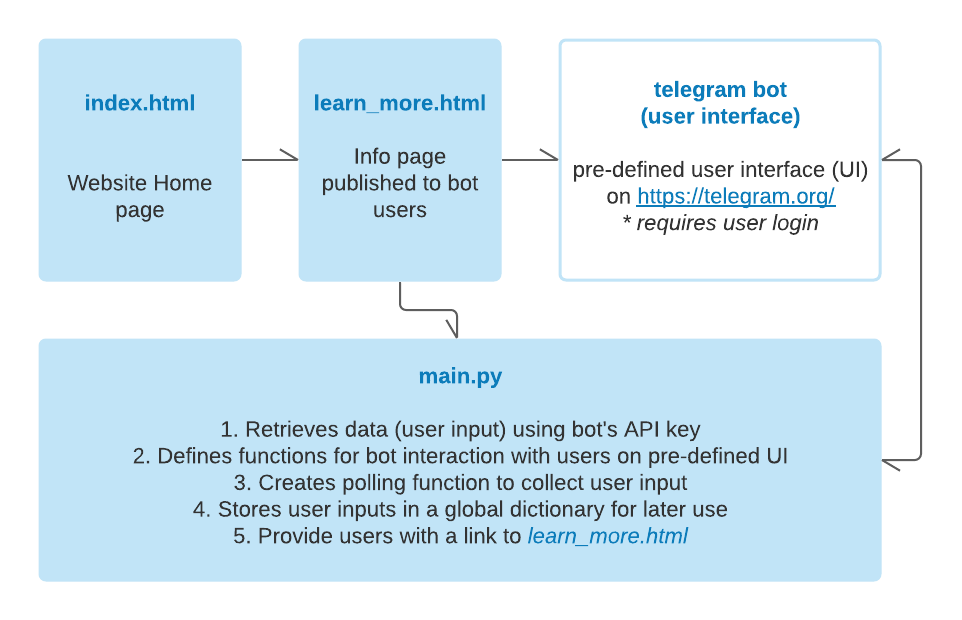 index.html
Website Home
page
learn_more.html
Info page
published to bot
users
telegram bot
(user interface)
pre-defined user interface (UI)
on https://telegram.org/
* requires user login
main.py
1. Retrieves data (user input) using bot's API key
2. Defines functions for bot interaction with users on pre-defined UI
3. Creates polling function to collect user input
4. Stores user inputs in a global dictionary for later use
5. Provide users with a link to learn_more.html